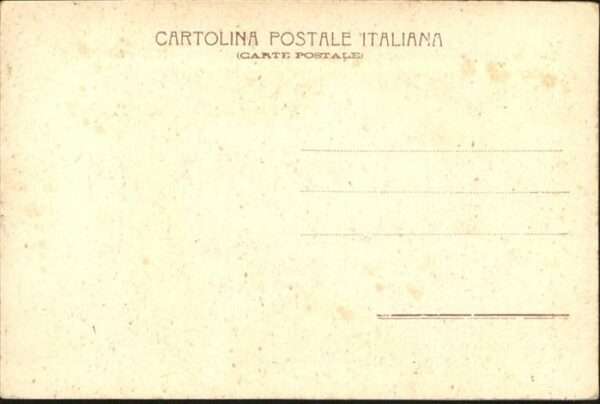 CARTOLINA POSTALE ITALIANA
(CARTE POSTALE)